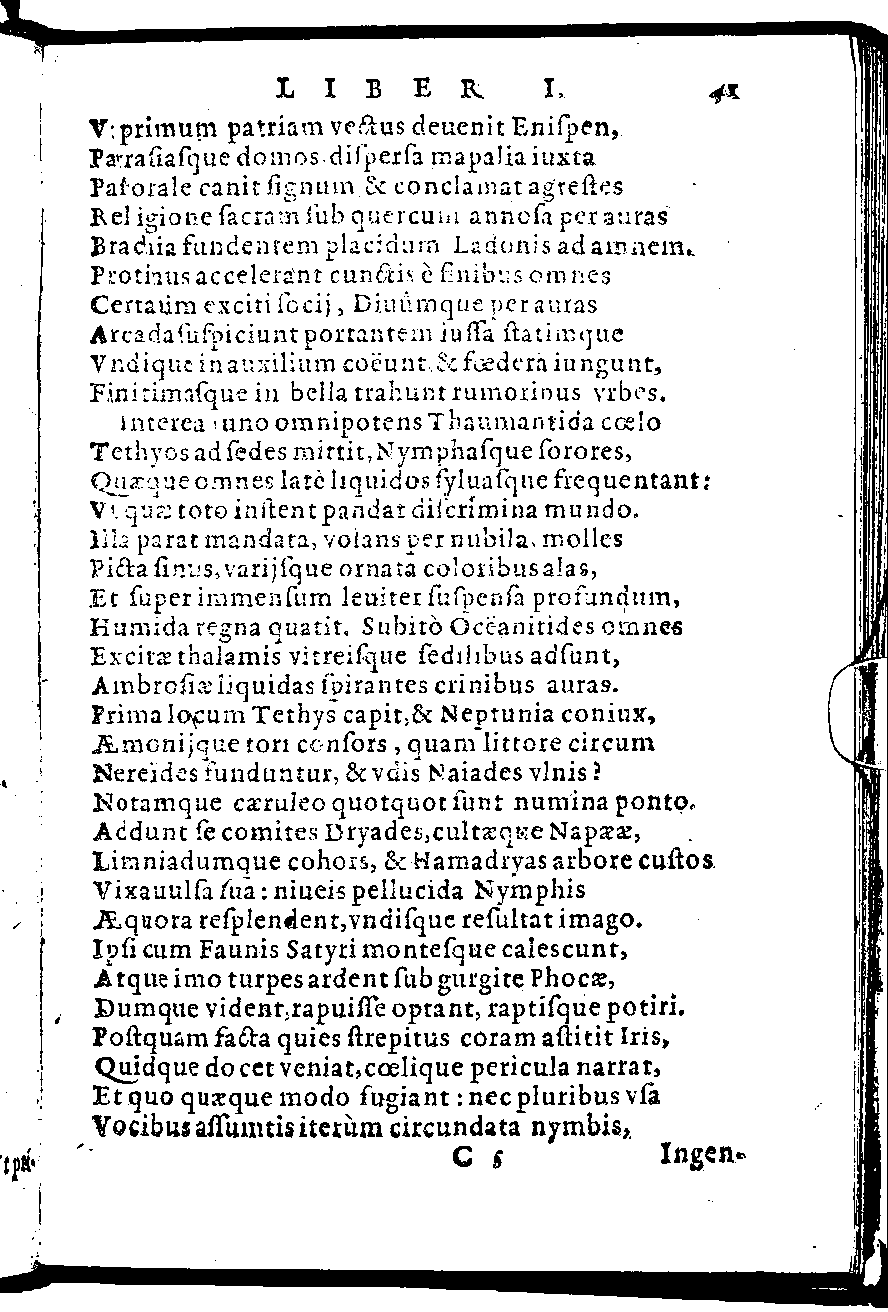 LIBER I. 41
Vt primum patriam vectus deuenit Eniſpen,
Parraſiaſque domos diſperſa mapalia iuxta
Paſtorale canit ſignum & conclamat agreſtes
Religione ſacram ſub quercum annoſa per auras
Brachia fundentem placidum Ladonis ad amnem.
Protinus accelerant cunctis è finibus omnes
Certatim exciti ſocij, Diuûmque per auras
Arcada ſuſpiciunt portantem iuſſa ſtatimque
Vndique in auxilium coëunt, & fœdera iungunt,
Finitimaſque in bella trahunt rumoribus vrbes.
Interea Iuno omnipotens Thaumantida cœlo
Tethyos ad ſedes mittit, Nymphaſque ſorores,
Quæque omnes latè liquidos ſyluaſque frequentant:
Vt quæ toto inſtent pandat diſcrimina mundo.
Illa parat mandata, volans per nubila, molles
Picta ſinus, varijſque ornata coloribus alas,
Et ſuper immenſum leuiter ſuſpenſa profundum,
Humida regna quatit. Subitò Oceanitides omnes
Excitæ thalamis vitreiſque ſedilibus adſunt,
Ambroſiæ liquidas ſpirantes crinibus auras.
Prima locum Tethys capit, & Neptunia coniux,
Æmonijque tori conſors, quam littore circum
Nereides funduntur, & vdis Naiades vlnis?
Notamque cæruleo quotquot ſunt numina ponto.
Addunt ſe comites Dryades, cultæque Napææ,
Limniadumque cohors, & Hamadryas arbore cuſtos
Vix auulſa ſua: niueis pellucida Nymphis
Æquora reſplendent, vndiſque reſultat imago.
Ipſi cum Faunis Satyri monteſque caleſcunt,
Atque imo turpes ardent ſub gurgite Phocæ,
Dumque vident, rapuiſſe optant, raptiſque potiri.
Poſtquam facta quies ſtrepitus coram aſtitit Iris,
Quidque docet veniat, cœlique pericula narrat,
Et quo quæque modo fugiant: nec pluribus vſa
Vocibus aſſumtis iterùm circundata nymbis,
C 5 Ingen-